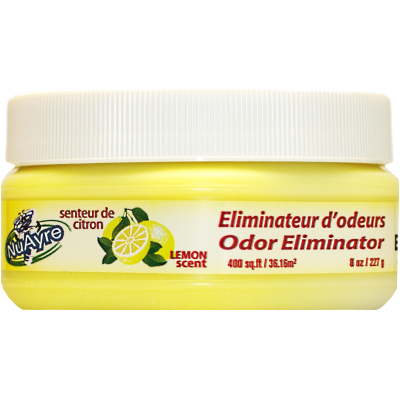 NuAyre
senteur de
citron
LEMON
scent
Eliminateur d'odeurs
Odor Eliminator
400 sq.ft / 36.16m²
8 oz / 227 g
E